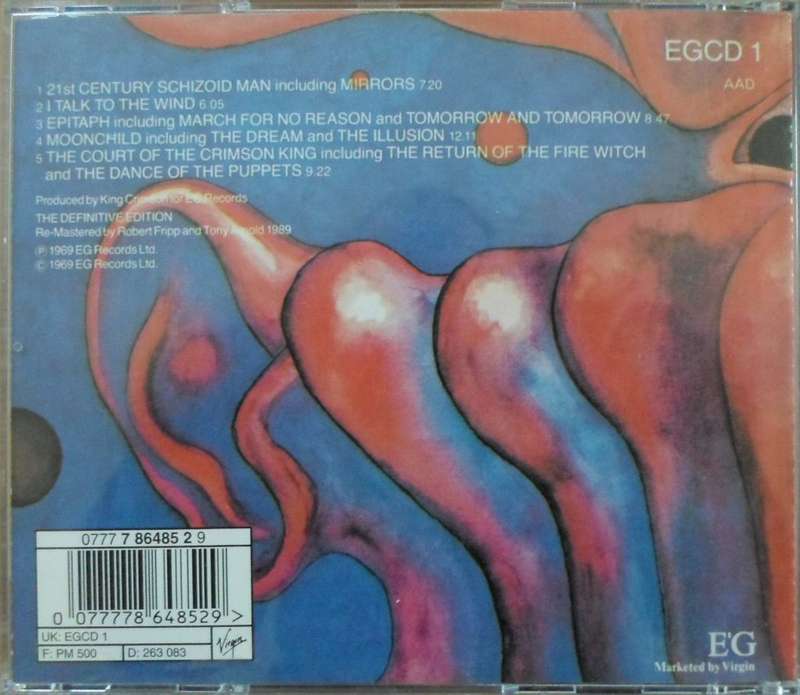 EGCD 1
AAD
1 21st CENTURY SCHIZOID MAN including MIRRORS 7.20
2 I TALK TO THE WIND 6.05
3 EPITAPH including MARCH FOR NO REASON and TOMORROW AND TOMORROW 8.47
4 MOONCHILD including THE DREAM and THE ILLUSION 12.11
5 THE COURT OF THE CRIMSON KING including THE RETURN OF THE FIRE WITCH
and THE DANCE OF THE PUPPETS 9.22
Produced by King Crimson for EG Records
THE DEFINITIVE EDITION
Re-Mastered by Robert Fripp and Tony Arnold 1989
℗ 1969 EG Records Ltd.
© 1969 EG Records Ltd.
0777 7 86485 2 9
0 077778 648529 >
UK: EGCD 1
F: PM 500
D: 263 083
Virgin
E'G
Marketed by Virgin